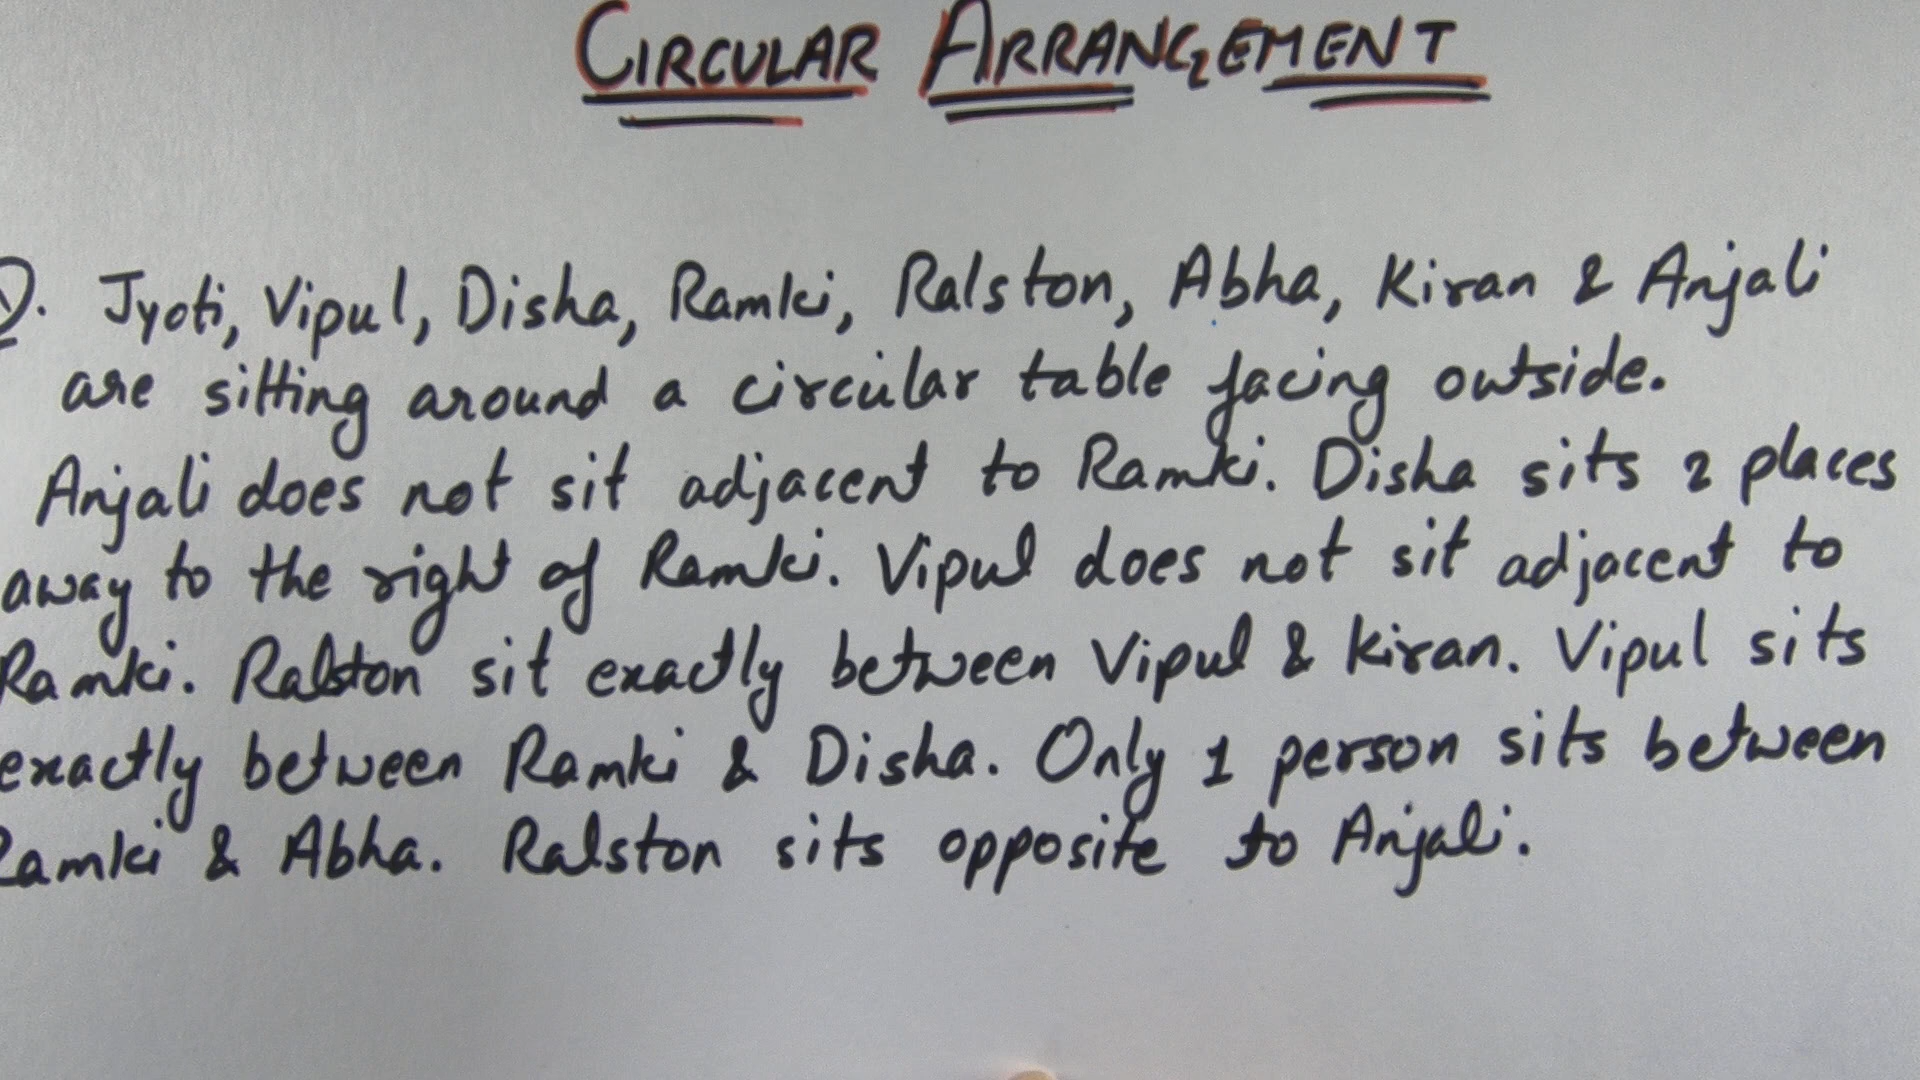 CIRCULAR ARRANGEMENT
Q. Jyoti, Vipul, Disha, Ramki, Ralston, Abha, Kiran & Anjali
are sitting around a circular table facing outside.
Anjali does not sit adjacent to Ramki. Disha sits 2 places
away to the right of Ramki. Vipul does not sit adjacent to
Ramki. Ralston sit exactly between Vipul & Kiran. Vipul sits
exactly between Ramki & Disha. Only 1 person sits between
Ramki & Abha. Ralston sits opposite to Anjali.